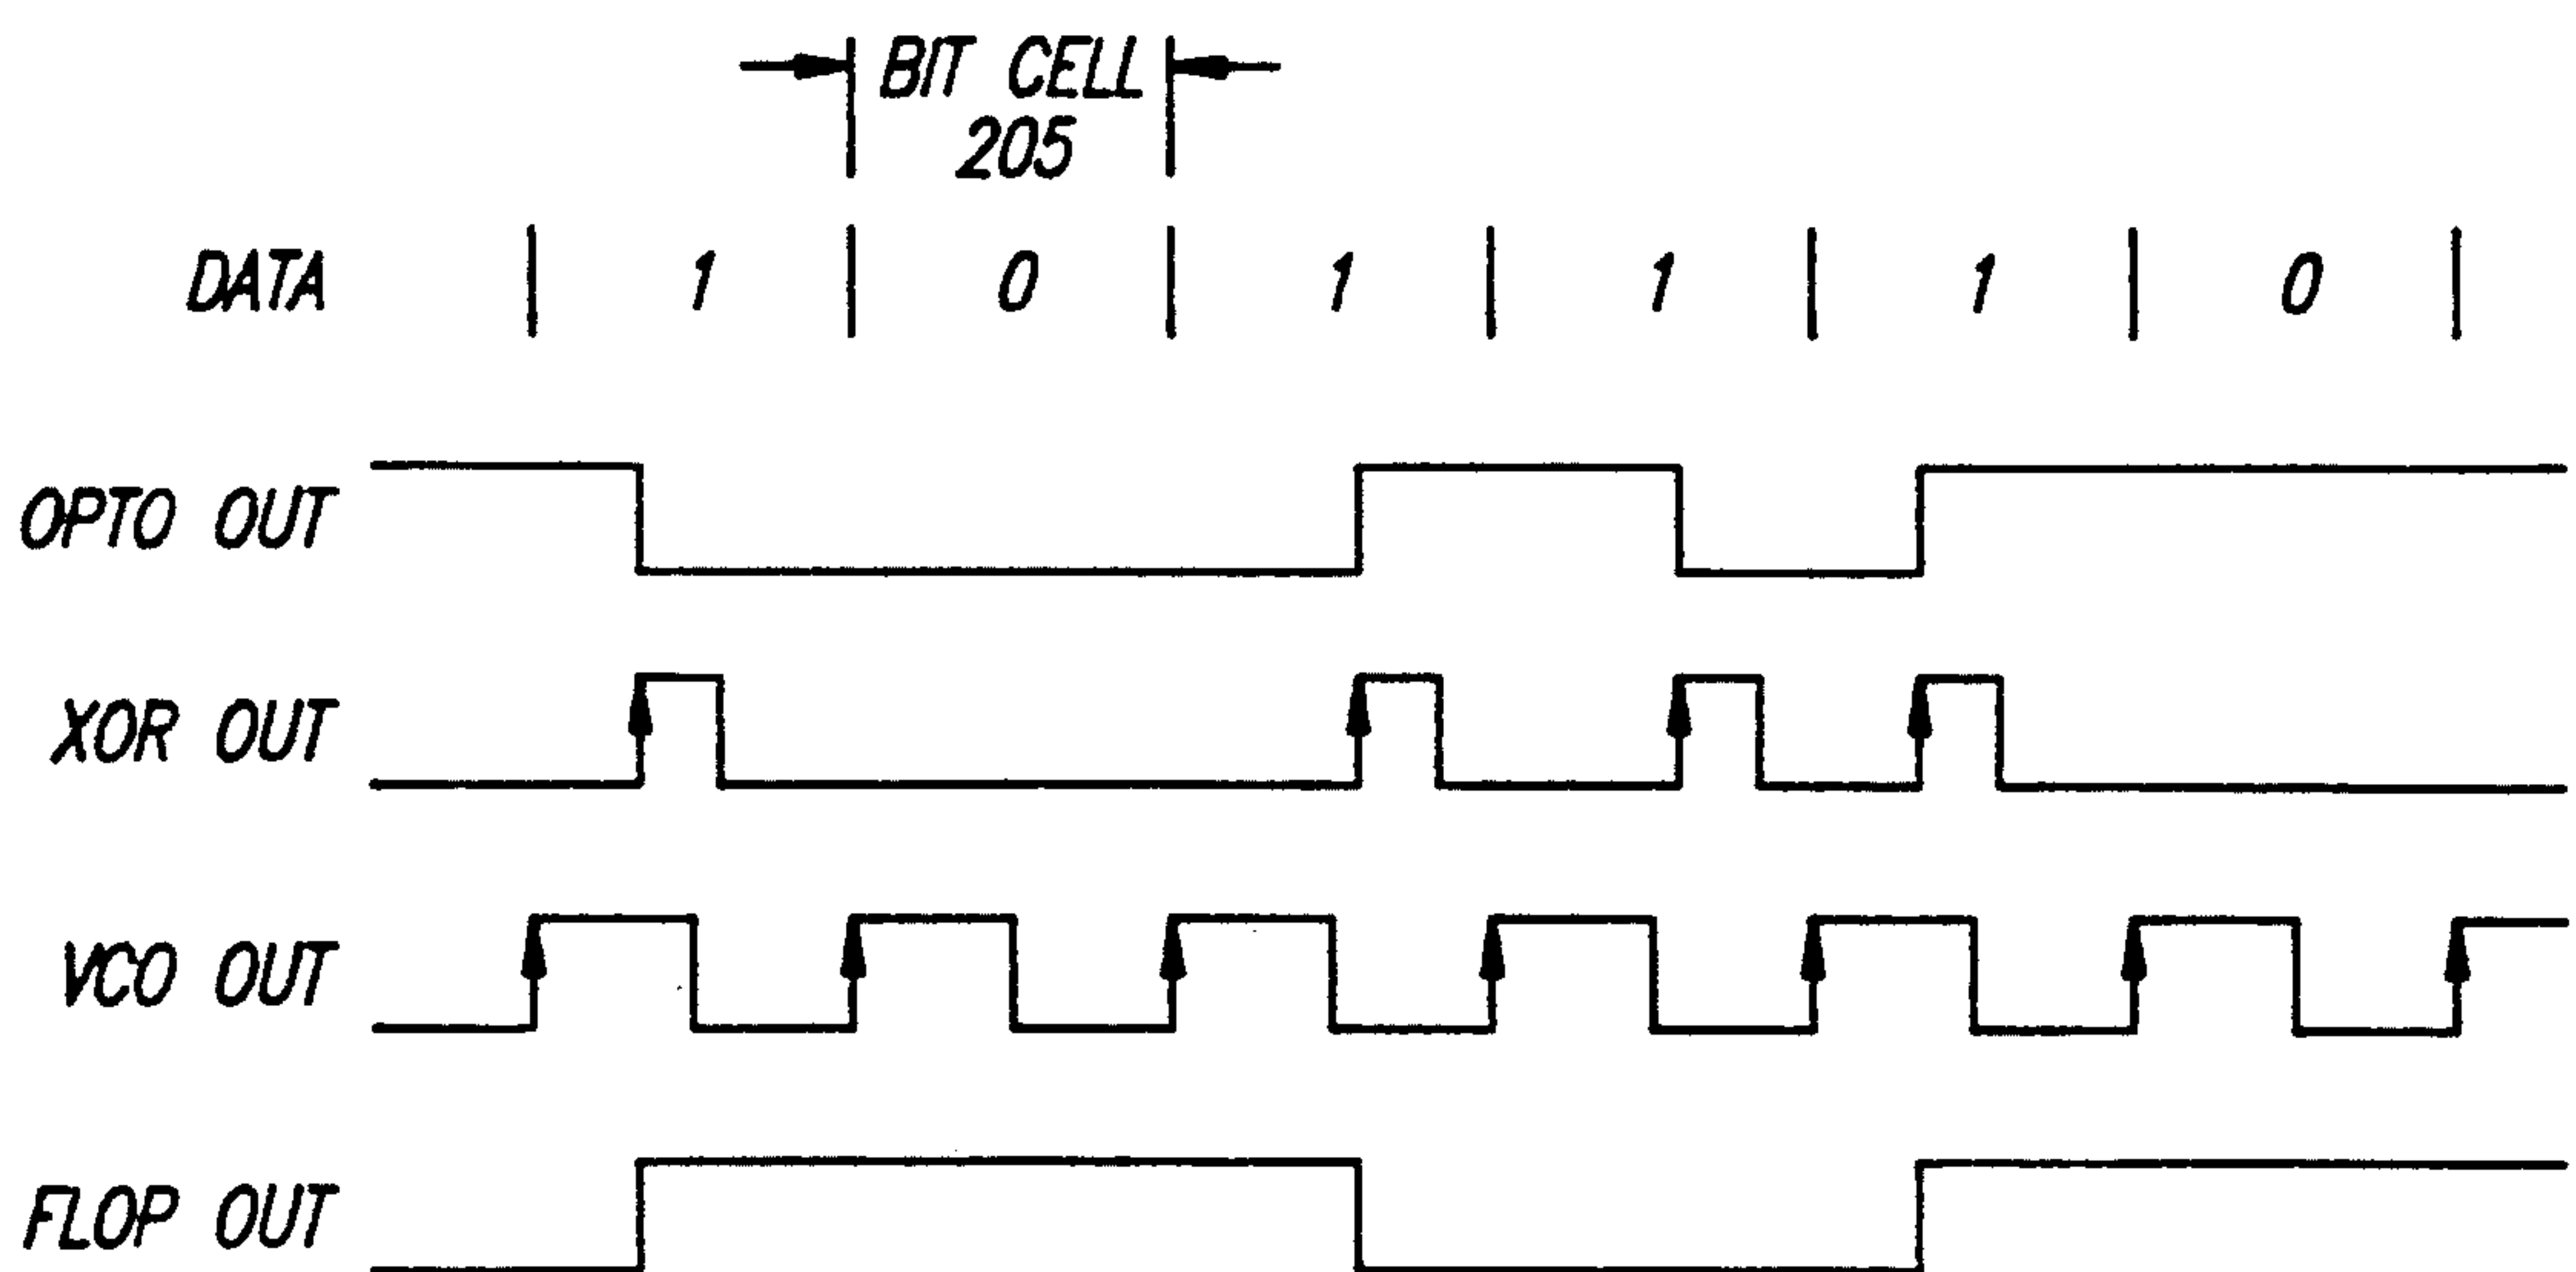 BIT CELL
205
DATA | 1 | 0 | 1 | 1 | 1 | 0 |
OPTO OUT
XOR OUT
VCO OUT
FLOP OUT